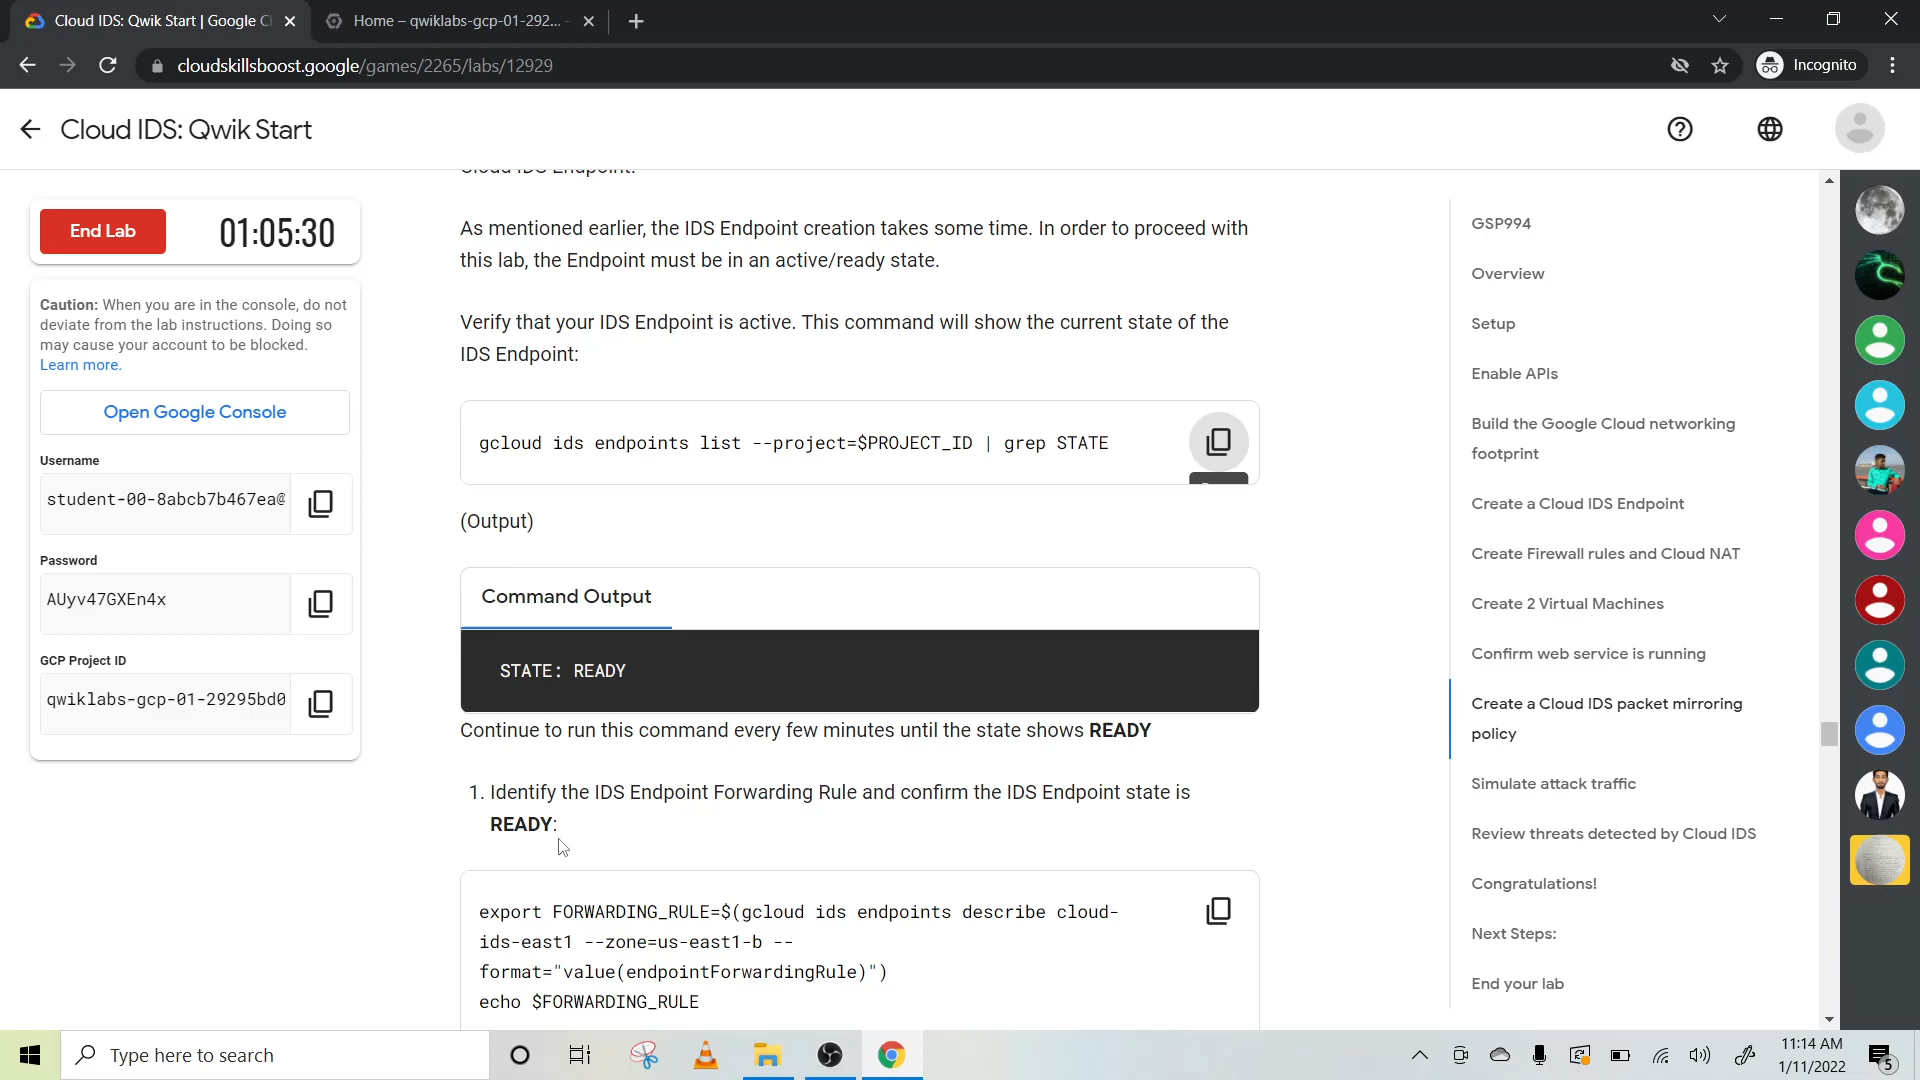 Cloud IDS: Qwik Start | Google Cl
Home – qwiklabs-gcp-01-292...
cloudskillsboost.google/games/2265/labs/12929
Incognito
Cloud IDS: Qwik Start
End Lab
01:05:30
Caution: When you are in the console, do not
deviate from the lab instructions. Doing so
may cause your account to be blocked.
Learn more.
Open Google Console
Username
student-00-8abcb7b467ea@
Password
AUyv47GXEn4x
GCP Project ID
qwiklabs-gcp-01-29295bd0
Cloud IDS Endpoint.
As mentioned earlier, the IDS Endpoint creation takes some time. In order to proceed with
this lab, the Endpoint must be in an active/ready state.
Verify that your IDS Endpoint is active. This command will show the current state of the
IDS Endpoint:
gcloud ids endpoints list --project=$PROJECT_ID | grep STATE
(Output)
Command Output
STATE: READY
Continue to run this command every few minutes until the state shows READY
1. Identify the IDS Endpoint Forwarding Rule and confirm the IDS Endpoint state is
READY:
export FORWARDING_RULE=$(gcloud ids endpoints describe cloud-
ids-east1 --zone=us-east1-b --
format="value(endpointForwardingRule)")
echo $FORWARDING_RULE
GSP994
Overview
Setup
Enable APIs
Build the Google Cloud networking
footprint
Create a Cloud IDS Endpoint
Create Firewall rules and Cloud NAT
Create 2 Virtual Machines
Confirm web service is running
Create a Cloud IDS packet mirroring
policy
Simulate attack traffic
Review threats detected by Cloud IDS
Congratulations!
Next Steps:
End your lab
Type here to search
11:14 AM
1/11/2022
5